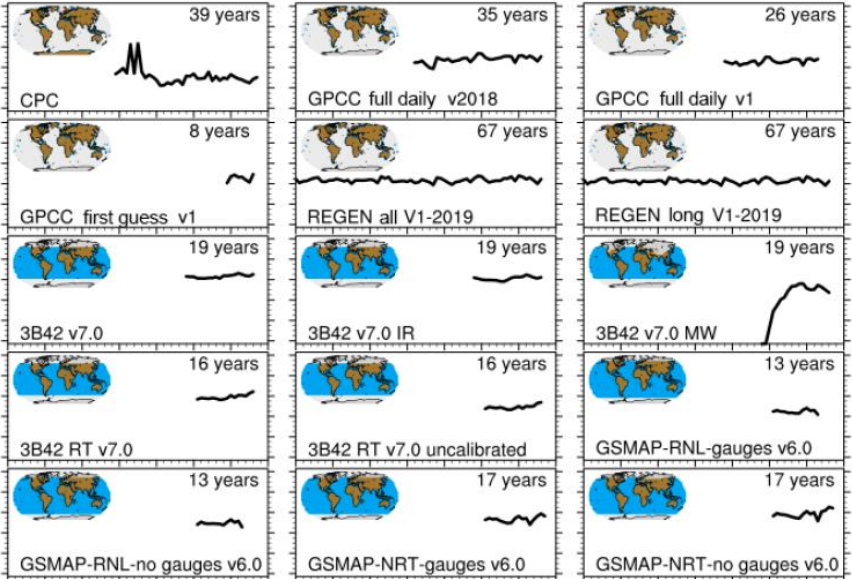 39 years
CPC
35 years
GPCC full daily v2018
26 years
GPCC full daily v1
8 years
GPCC first guess v1
67 years
REGEN all V1-2019
67 years
REGEN long V1-2019
19 years
3B42 v7.0
19 years
3B42 v7.0 IR
19 years
3B42 v7.0 MW
16 years
3B42 RT v7.0
16 years
3B42 RT v7.0 uncalibrated
13 years
GSMAP-RNL-gauges v6.0
13 years
GSMAP-RNL-no gauges v6.0
17 years
GSMAP-NRT-gauges v6.0
17 years
GSMAP-NRT-no gauges v6.0